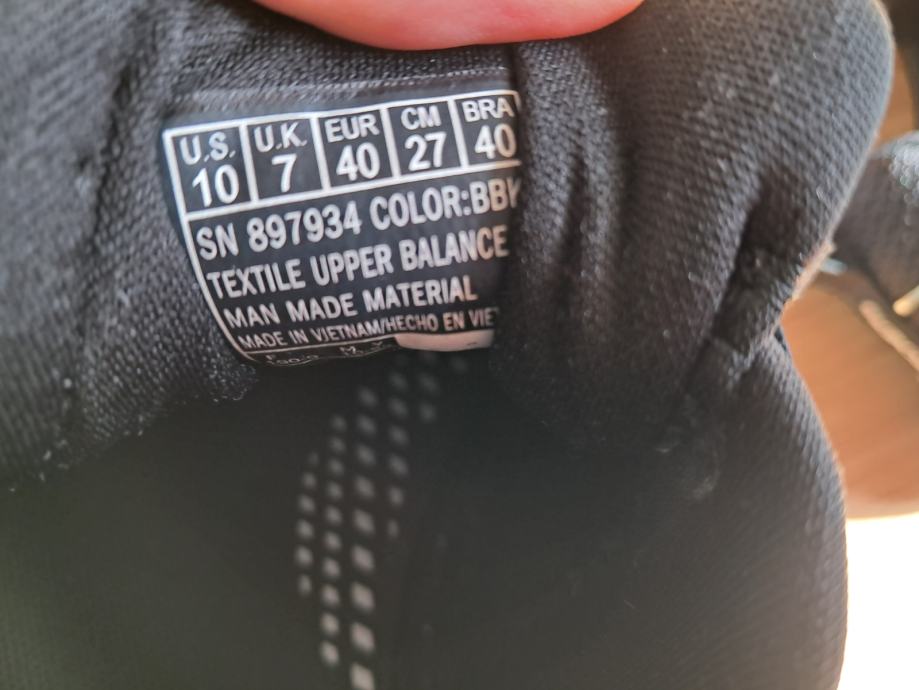 U.S. U.K. EUR CM BRA
10 7 40 27 40
SN 897934 COLOR:BBK
TEXTILE UPPER BALANCE
MAN MADE MATERIAL
MADE IN VIETNAM/HECHO EN VIE